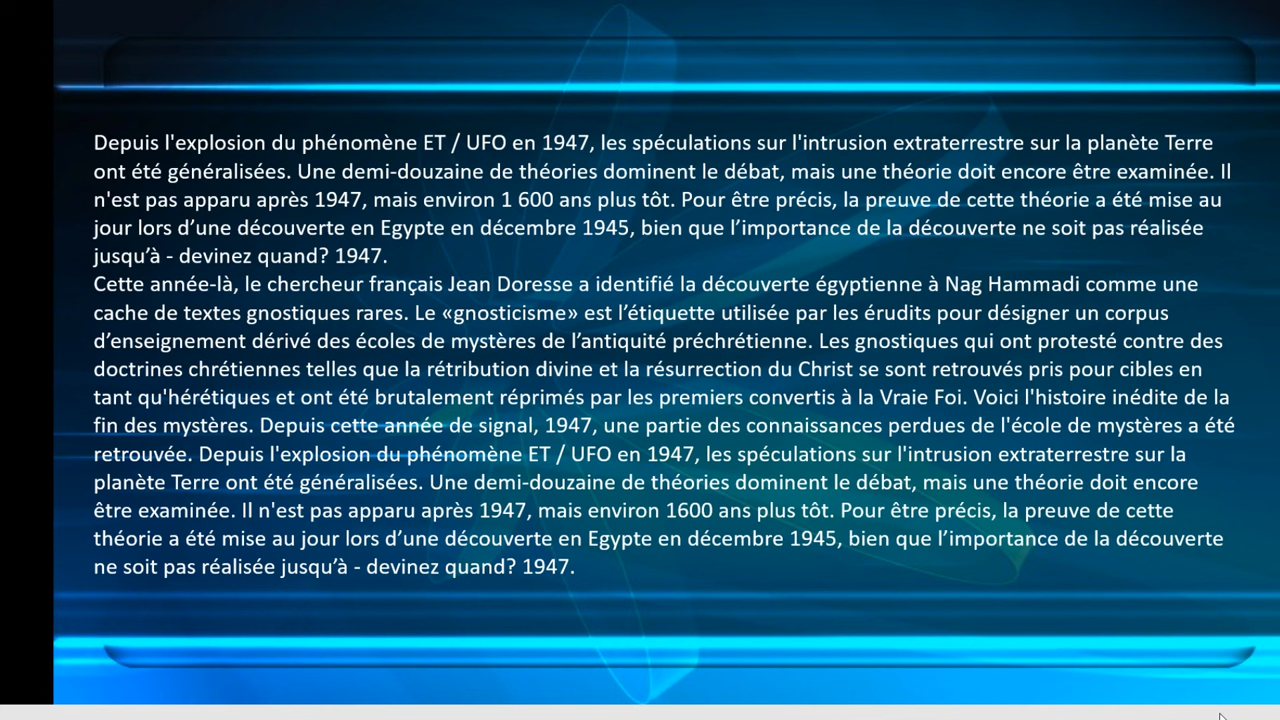 Depuis l'explosion du phénomène ET / UFO en 1947, les spéculations sur l'intrusion extraterrestre sur la planète Terre
ont été généralisées. Une demi-douzaine de théories dominent le débat, mais une théorie doit encore être examinée. Il
n'est pas apparu après 1947, mais environ 1 600 ans plus tôt. Pour être précis, la preuve de cette théorie a été mise au
jour lors d’une découverte en Egypte en décembre 1945, bien que l’importance de la découverte ne soit pas réalisée
jusqu’à - devinez quand? 1947.
Cette année-là, le chercheur français Jean Doresse a identifié la découverte égyptienne à Nag Hammadi comme une
cache de textes gnostiques rares. Le «gnosticisme» est l’étiquette utilisée par les érudits pour désigner un corpus
d’enseignement dérivé des écoles de mystères de l’antiquité préchrétienne. Les gnostiques qui ont protesté contre des
doctrines chrétiennes telles que la rétribution divine et la résurrection du Christ se sont retrouvés pris pour cibles en
tant qu'hérétiques et ont été brutalement réprimés par les premiers convertis à la Vraie Foi. Voici l'histoire inédite de la
fin des mystères. Depuis cette année de signal, 1947, une partie des connaissances perdues de l'école de mystères a été
retrouvée. Depuis l'explosion du phénomène ET / UFO en 1947, les spéculations sur l'intrusion extraterrestre sur la
planète Terre ont été généralisées. Une demi-douzaine de théories dominent le débat, mais une théorie doit encore
être examinée. Il n'est pas apparu après 1947, mais environ 1600 ans plus tôt. Pour être précis, la preuve de cette
théorie a été mise au jour lors d’une découverte en Egypte en décembre 1945, bien que l’importance de la découverte
ne soit pas réalisée jusqu’à - devinez quand? 1947.